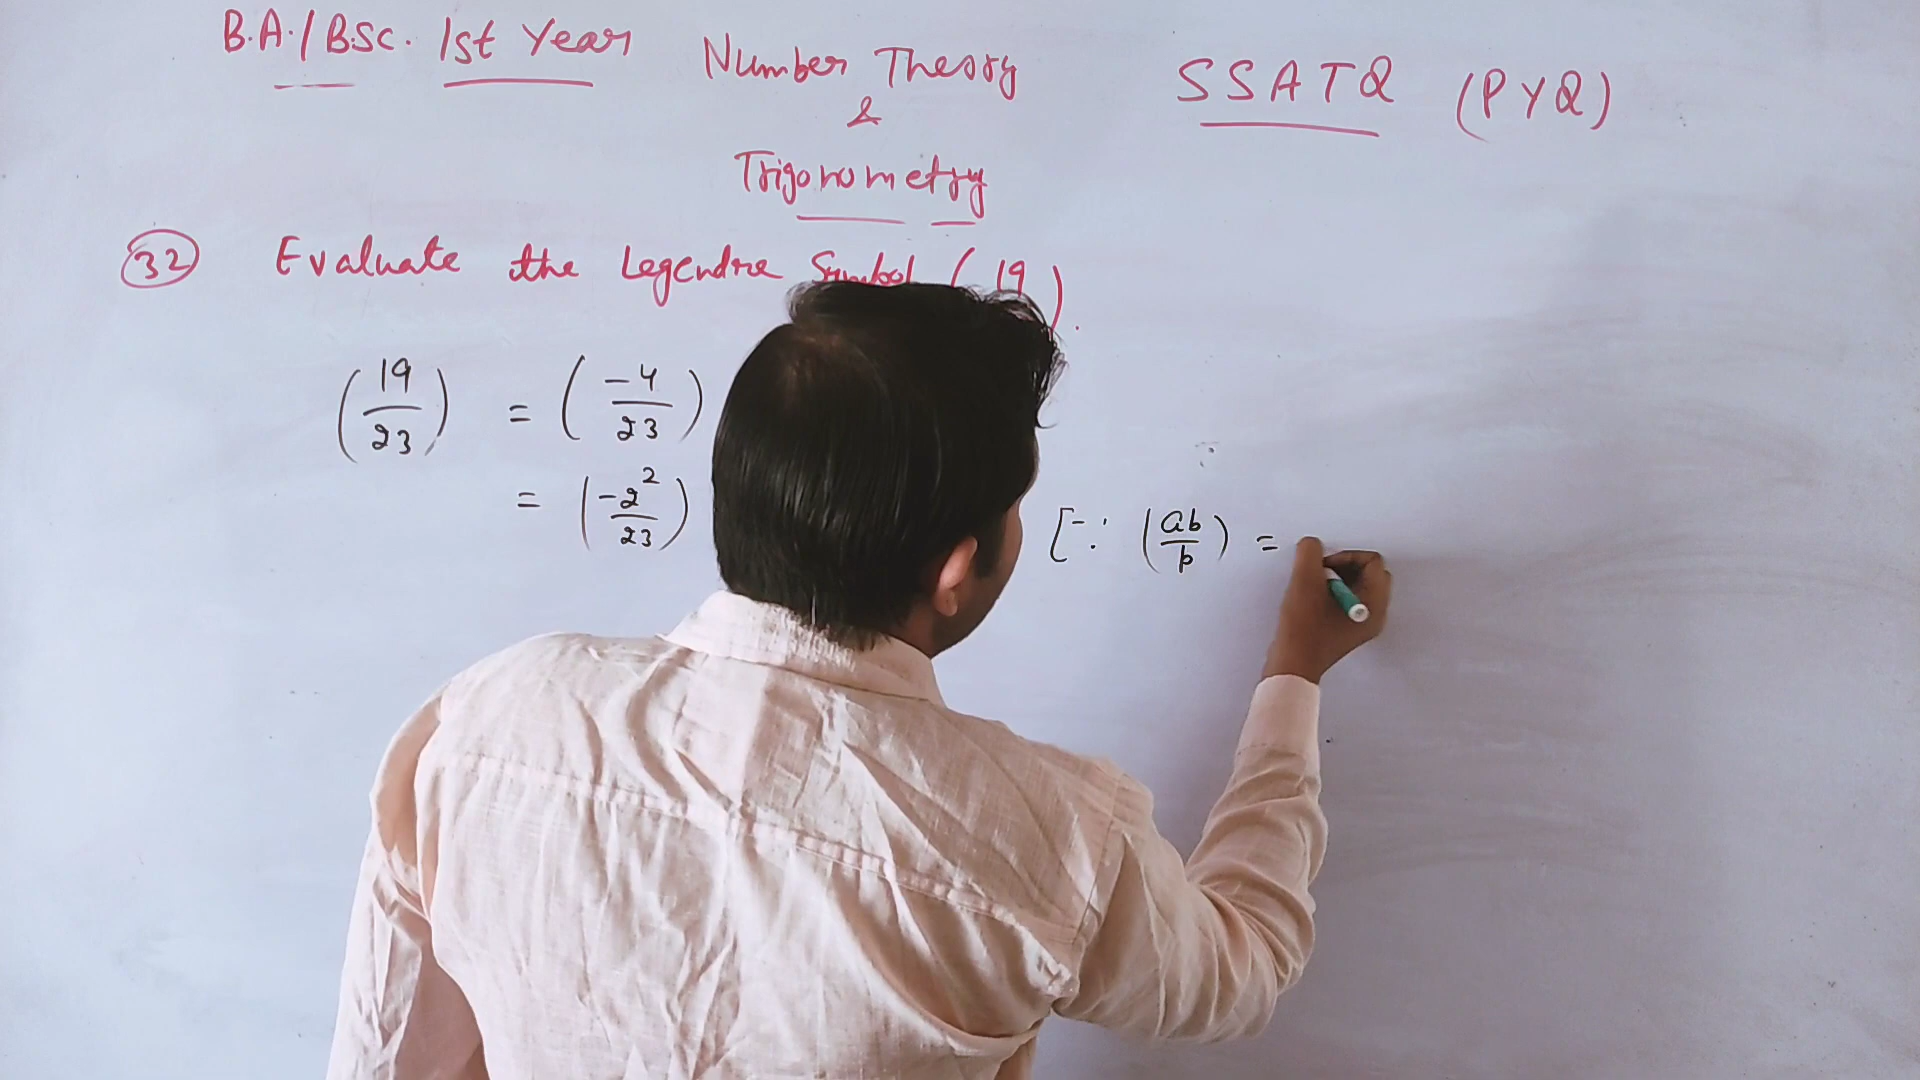 B.A./B.Sc. 1st Year
Number Theory
&
Trigonometry
SSATQ (PYQ)
(32) Evaluate the Legendre Symbol (19).
(19/23) = (-4/23)
= (-2²/23)
[∵ (ab/p) =